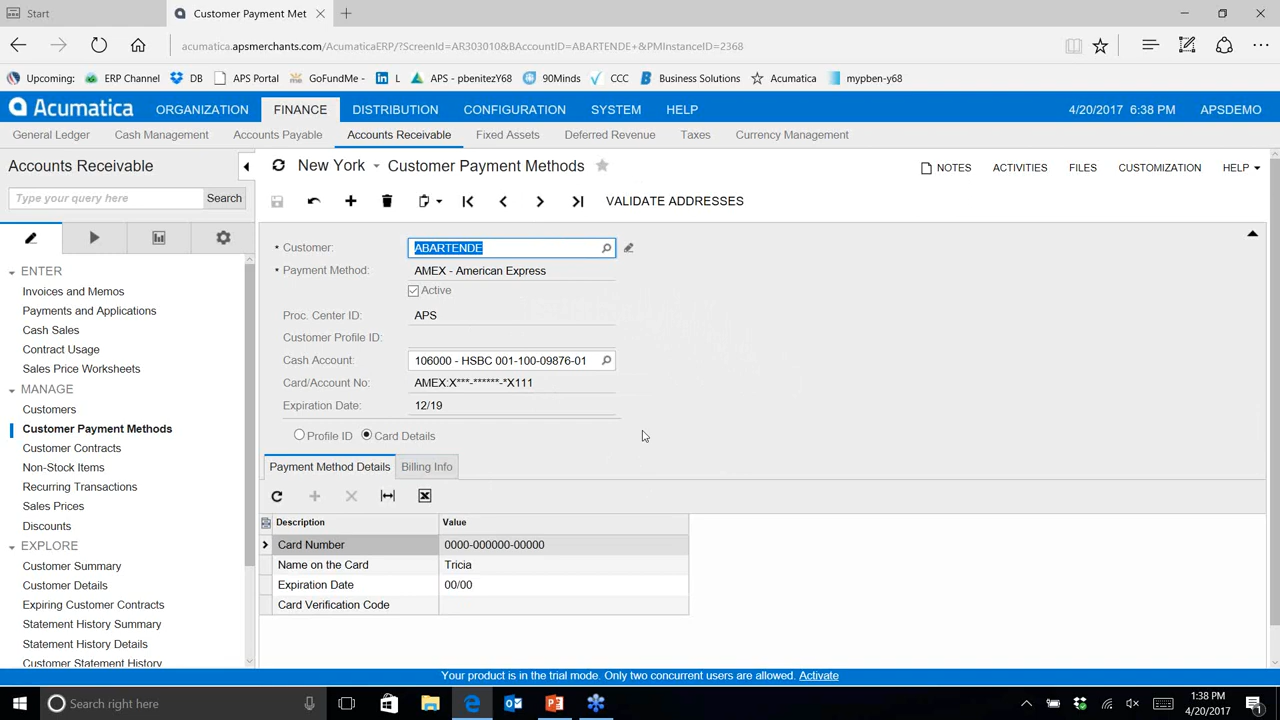 Start
Customer Payment Met
acumatica.apsmerchants.com/AcumaticaERP/?ScreenId=AR303010&BAccountID=ABARTENDE+&PMInstanceID=2368
Upcoming: ERP Channel DB APS Portal GoFundMe - L APS - pbenitezY68 90Minds CCC Business Solutions Acumatica mypben-y68
Acumatica ORGANIZATION FINANCE DISTRIBUTION CONFIGURATION SYSTEM HELP 4/20/2017 6:38 PM APSDEMO
General Ledger Cash Management Accounts Payable Accounts Receivable Fixed Assets Deferred Revenue Taxes Currency Management
Accounts Receivable
New York Customer Payment Methods
NOTES ACTIVITIES FILES CUSTOMIZATION HELP
Type your query here Search
VALIDATE ADDRESSES
ENTER
Invoices and Memos
Payments and Applications
Cash Sales
Contract Usage
Sales Price Worksheets
MANAGE
Customers
Customer Payment Methods
Customer Contracts
Non-Stock Items
Recurring Transactions
Sales Prices
Discounts
EXPLORE
Customer Summary
Customer Details
Expiring Customer Contracts
Statement History Summary
Statement History Details
Customer Statement History
* Customer: ABARTENDE
* Payment Method: AMEX - American Express
Active
Proc. Center ID: APS
Customer Profile ID:
Cash Account: 106000 - HSBC 001-100-09876-01
Card/Account No: AMEX:X***-******-*X111
Expiration Date: 12/19
Profile ID Card Details
Payment Method Details Billing Info
Description Value
Card Number 0000-000000-00000
Name on the Card Tricia
Expiration Date 00/00
Card Verification Code
Your product is in the trial mode. Only two concurrent users are allowed. Activate
Search right here
1:38 PM
4/20/2017